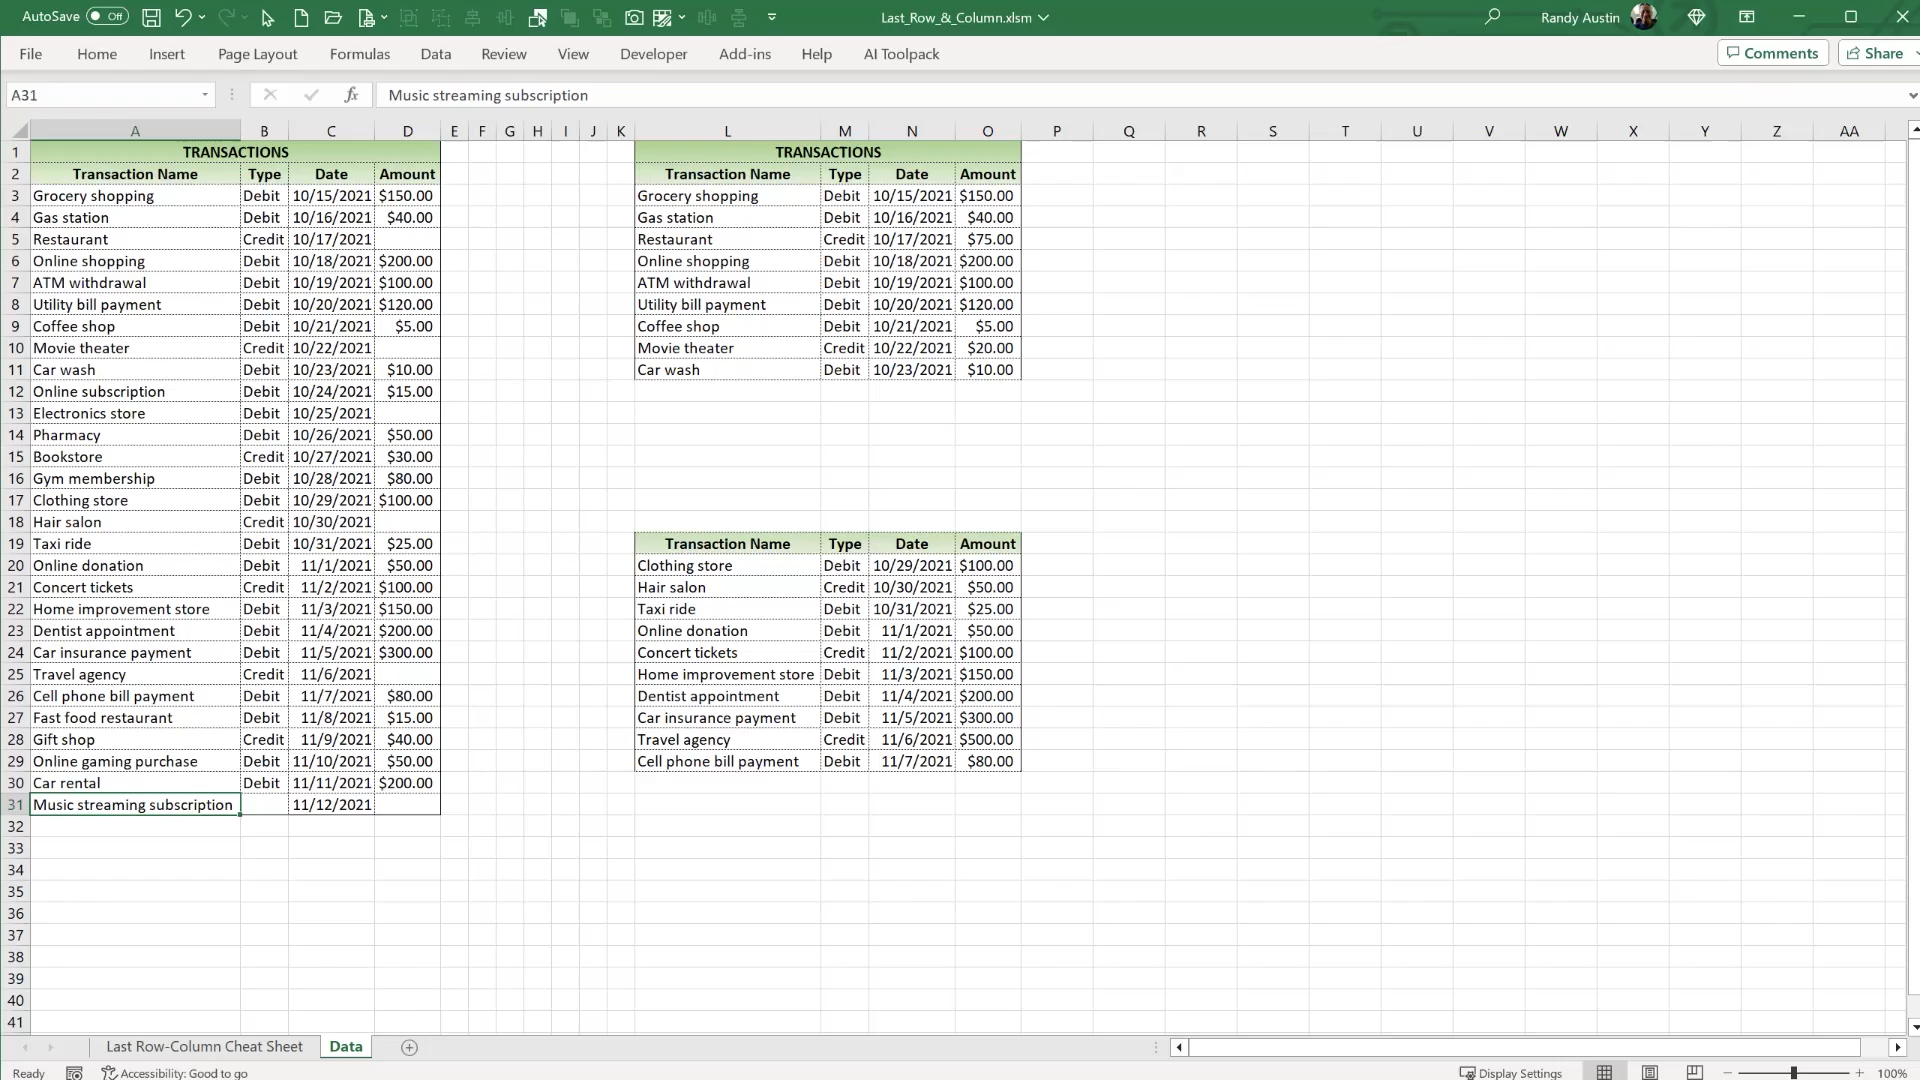 AutoSave Off Last_Row_&_Column.xlsm Randy Austin
File Home Insert Page Layout Formulas Data Review View Developer Add-ins Help AI Toolpack Comments Share
A31 fx Music streaming subscription
A B C D E F G H I J K L M N O P Q R S T U V W X Y Z AA
1 TRANSACTIONS TRANSACTIONS
2 Transaction Name Type Date Amount Transaction Name Type Date Amount
3 Grocery shopping Debit 10/15/2021 $150.00 Grocery shopping Debit 10/15/2021 $150.00
4 Gas station Debit 10/16/2021 $40.00 Gas station Debit 10/16/2021 $40.00
5 Restaurant Credit 10/17/2021 Restaurant Credit 10/17/2021 $75.00
6 Online shopping Debit 10/18/2021 $200.00 Online shopping Debit 10/18/2021 $200.00
7 ATM withdrawal Debit 10/19/2021 $100.00 ATM withdrawal Debit 10/19/2021 $100.00
8 Utility bill payment Debit 10/20/2021 $120.00 Utility bill payment Debit 10/20/2021 $120.00
9 Coffee shop Debit 10/21/2021 $5.00 Coffee shop Debit 10/21/2021 $5.00
10 Movie theater Credit 10/22/2021 Movie theater Credit 10/22/2021 $20.00
11 Car wash Debit 10/23/2021 $10.00 Car wash Debit 10/23/2021 $10.00
12 Online subscription Debit 10/24/2021 $15.00
13 Electronics store Debit 10/25/2021
14 Pharmacy Debit 10/26/2021 $50.00
15 Bookstore Credit 10/27/2021 $30.00
16 Gym membership Debit 10/28/2021 $80.00
17 Clothing store Debit 10/29/2021 $100.00
18 Hair salon Credit 10/30/2021
19 Taxi ride Debit 10/31/2021 $25.00 Transaction Name Type Date Amount
20 Online donation Debit 11/1/2021 $50.00 Clothing store Debit 10/29/2021 $100.00
21 Concert tickets Credit 11/2/2021 $100.00 Hair salon Credit 10/30/2021 $50.00
22 Home improvement store Debit 11/3/2021 $150.00 Taxi ride Debit 10/31/2021 $25.00
23 Dentist appointment Debit 11/4/2021 $200.00 Online donation Debit 11/1/2021 $50.00
24 Car insurance payment Debit 11/5/2021 $300.00 Concert tickets Credit 11/2/2021 $100.00
25 Travel agency Credit 11/6/2021 Home improvement store Debit 11/3/2021 $150.00
26 Cell phone bill payment Debit 11/7/2021 $80.00 Dentist appointment Debit 11/4/2021 $200.00
27 Fast food restaurant Debit 11/8/2021 $15.00 Car insurance payment Debit 11/5/2021 $300.00
28 Gift shop Credit 11/9/2021 $40.00 Travel agency Credit 11/6/2021 $500.00
29 Online gaming purchase Debit 11/10/2021 $50.00 Cell phone bill payment Debit 11/7/2021 $80.00
30 Car rental Debit 11/11/2021 $200.00
31 Music streaming subscription 11/12/2021
32
33
34
35
36
37
38
39
40
41
Last Row-Column Cheat Sheet Data
Ready Accessibility: Good to go Display Settings 100%